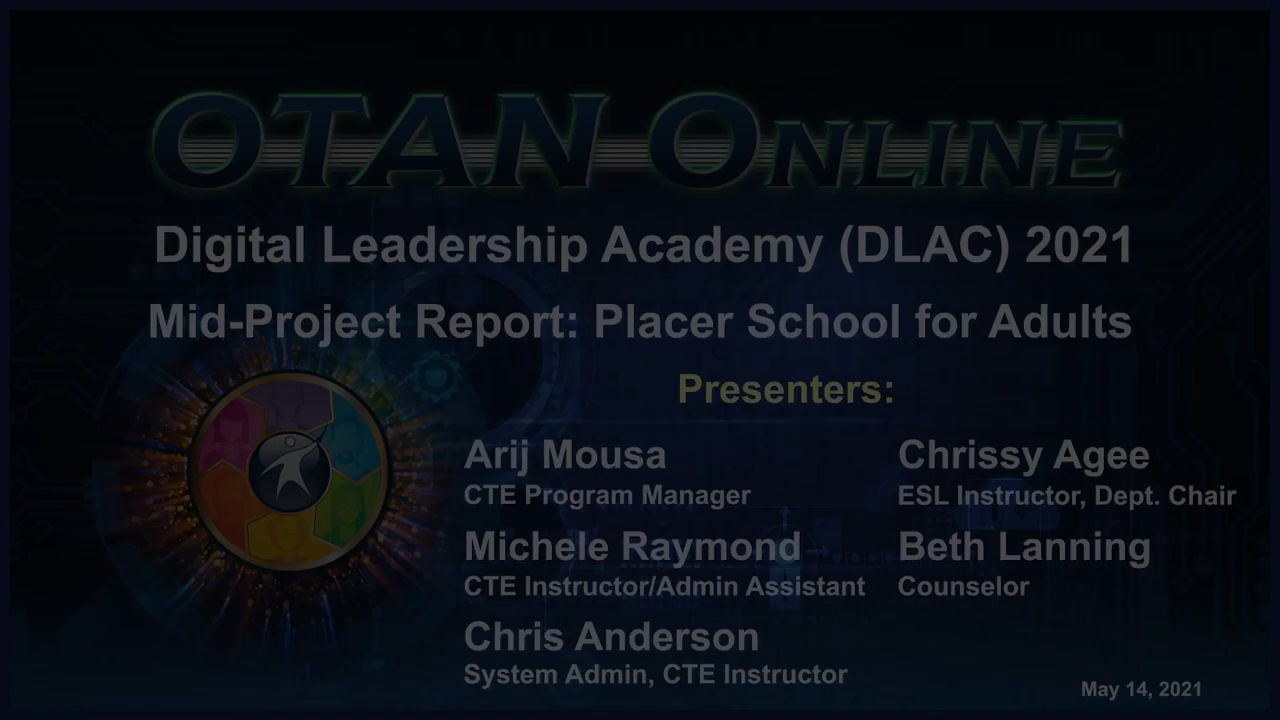 OTAN ONLINE
Digital Leadership Academy (DLAC) 2021
Mid-Project Report: Placer School for Adults
Presenters:
Arij Mousa
CTE Program Manager
Michele Raymond
CTE Instructor/Admin Assistant
Chris Anderson
System Admin, CTE Instructor
Chrissy Agee
ESL Instructor, Dept. Chair
Beth Lanning
Counselor
May 14, 2021